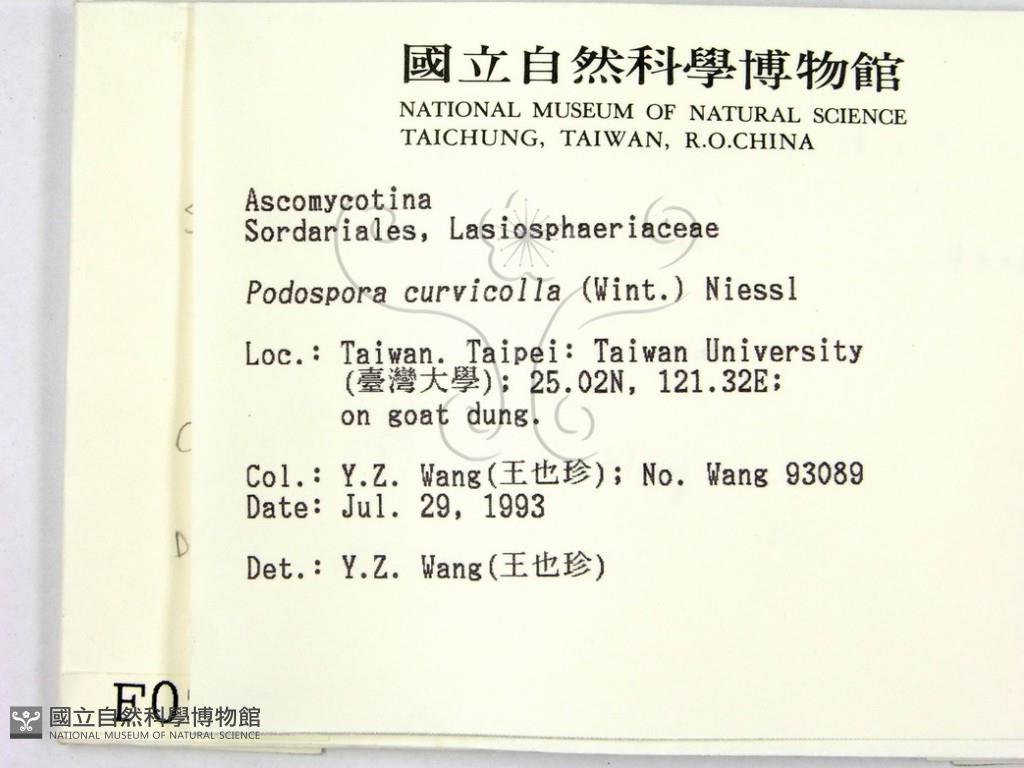 國立自然科學博物館
NATIONAL MUSEUM OF NATURAL SCIENCE
TAICHUNG, TAIWAN, R.O.CHINA
Ascomycotina
Sordariales, Lasiosphaeriaceae
Podospora curvicolla (Wint.) Niessl
Loc.: Taiwan. Taipei: Taiwan University
(臺灣大學); 25.02N, 121.32E;
on goat dung.
Col.: Y.Z. Wang(王也珍); No. Wang 93089
Date: Jul. 29, 1993
Det.: Y.Z. Wang(王也珍)
F0
國立自然科學博物館
NATIONAL MUSEUM OF NATURAL SCIENCE